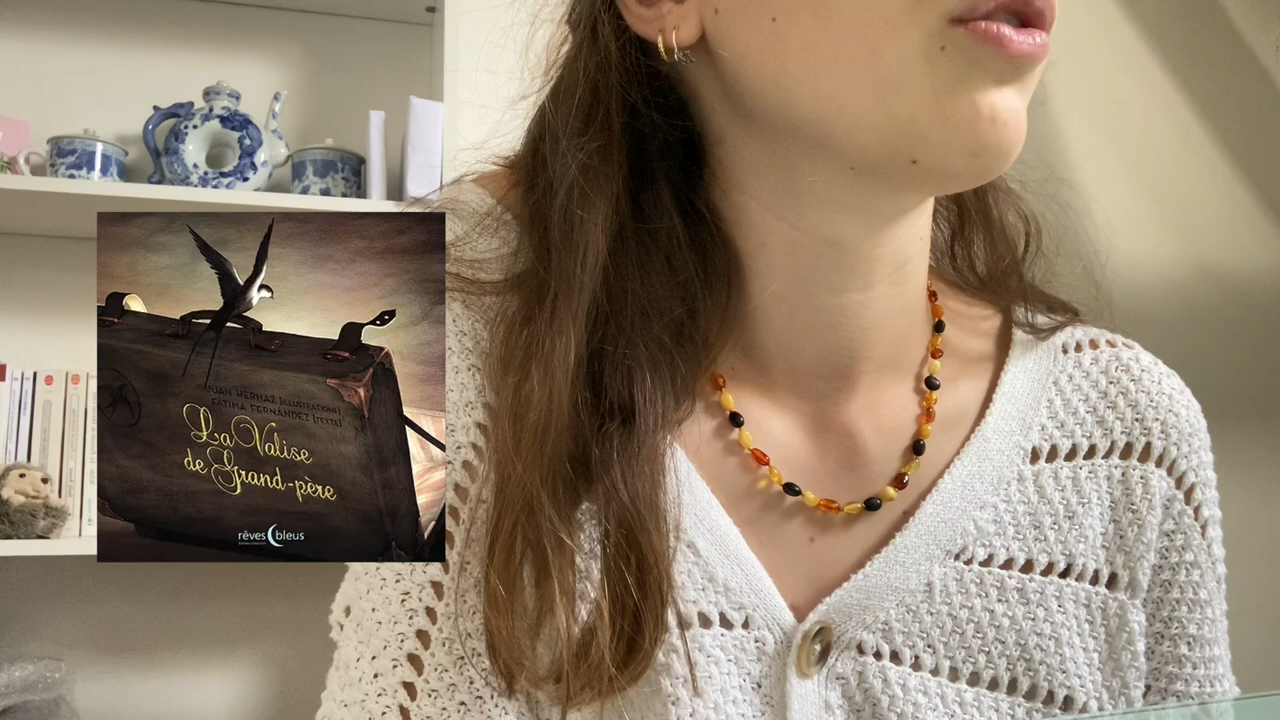 JUAN HERNAZ [ILLUSTRATIONS]
FÁTIMA FERNÁNDEZ [TEXTE]
La Valise
de Grand-père
rêves bleus